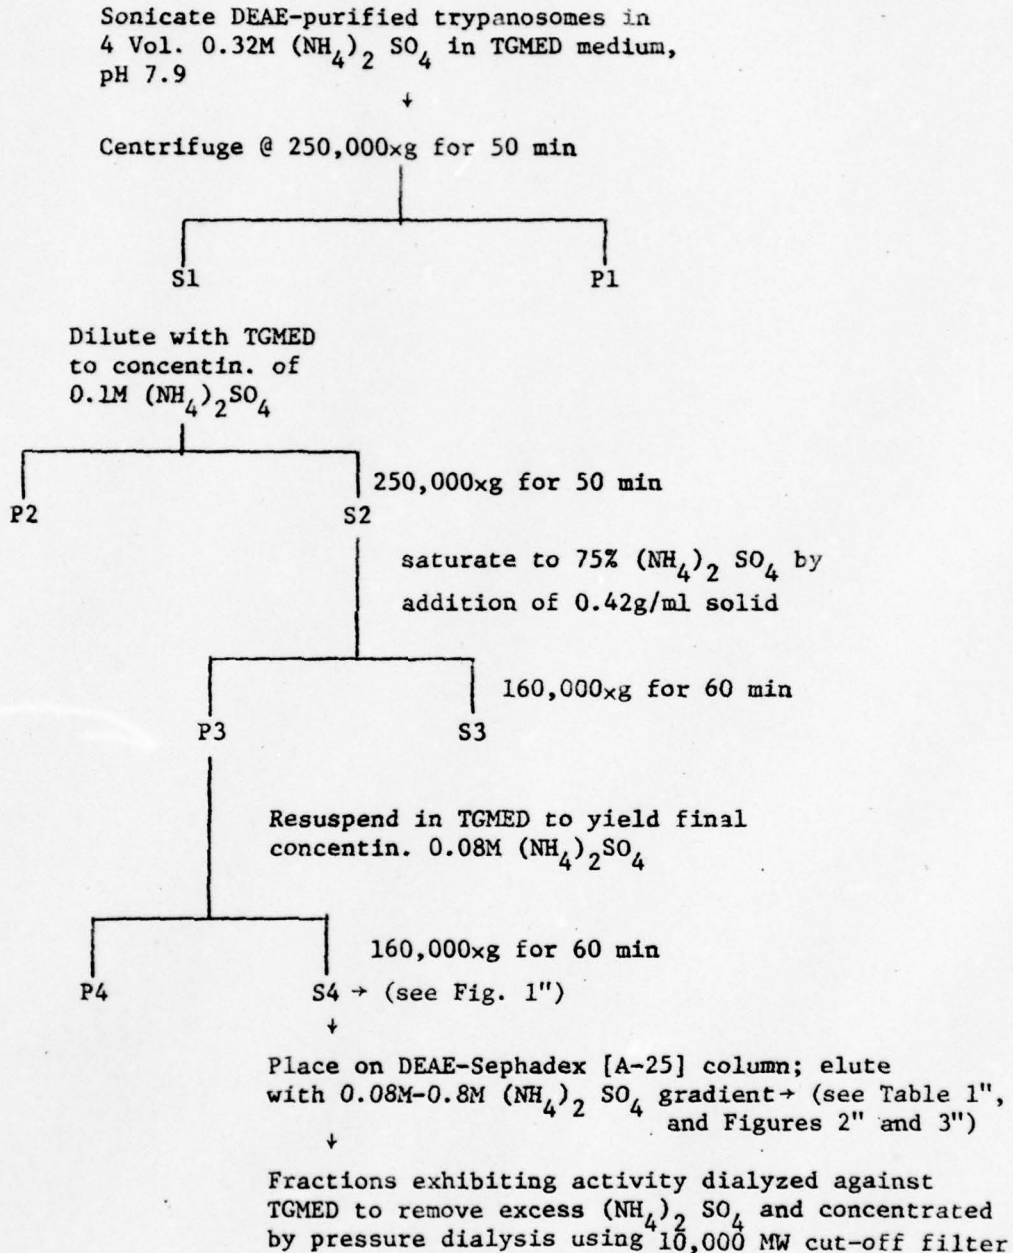 Sonicate DEAE-purified trypanosomes in
4 Vol. 0.32M (NH4)2 SO4 in TGMED medium,
pH 7.9
↓
Centrifuge @ 250,000×g for 50 min
S1 P1
Dilute with TGMED
to concentin. of
0.1M (NH4)2SO4
250,000×g for 50 min
P2 S2
saturate to 75% (NH4)2 SO4 by
addition of 0.42g/ml solid
160,000×g for 60 min
P3 S3
Resuspend in TGMED to yield final
concentin. 0.08M (NH4)2SO4
160,000×g for 60 min
P4 S4 → (see Fig. 1")
↓
Place on DEAE-Sephadex [A-25] column; elute
with 0.08M-0.8M (NH4)2 SO4 gradient→ (see Table 1",
and Figures 2" and 3")
↓
Fractions exhibiting activity dialyzed against
TGMED to remove excess (NH4)2 SO4 and concentrated
by pressure dialysis using 10,000 MW cut-off filter